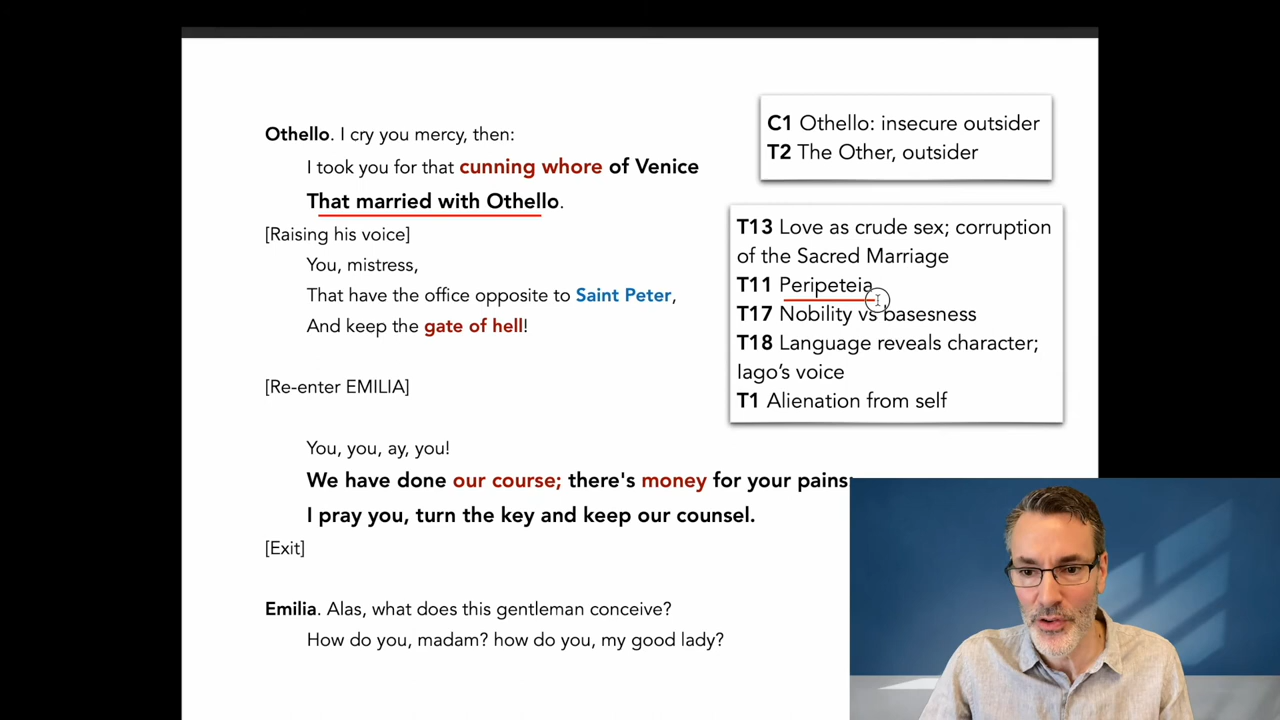 Othello. I cry you mercy, then:
I took you for that cunning whore of Venice
That married with Othello.
[Raising his voice]
You, mistress,
That have the office opposite to Saint Peter,
And keep the gate of hell!
[Re-enter EMILIA]
You, you, ay, you!
We have done our course; there's money for your pains:
I pray you, turn the key and keep our counsel.
[Exit]
Emilia. Alas, what does this gentleman conceive?
How do you, madam? how do you, my good lady?
C1 Othello: insecure outsider
T2 The Other, outsider
T13 Love as crude sex; corruption
of the Sacred Marriage
T11 Peripeteia
T17 Nobility vs basesness
T18 Language reveals character;
Iago's voice
T1 Alienation from self